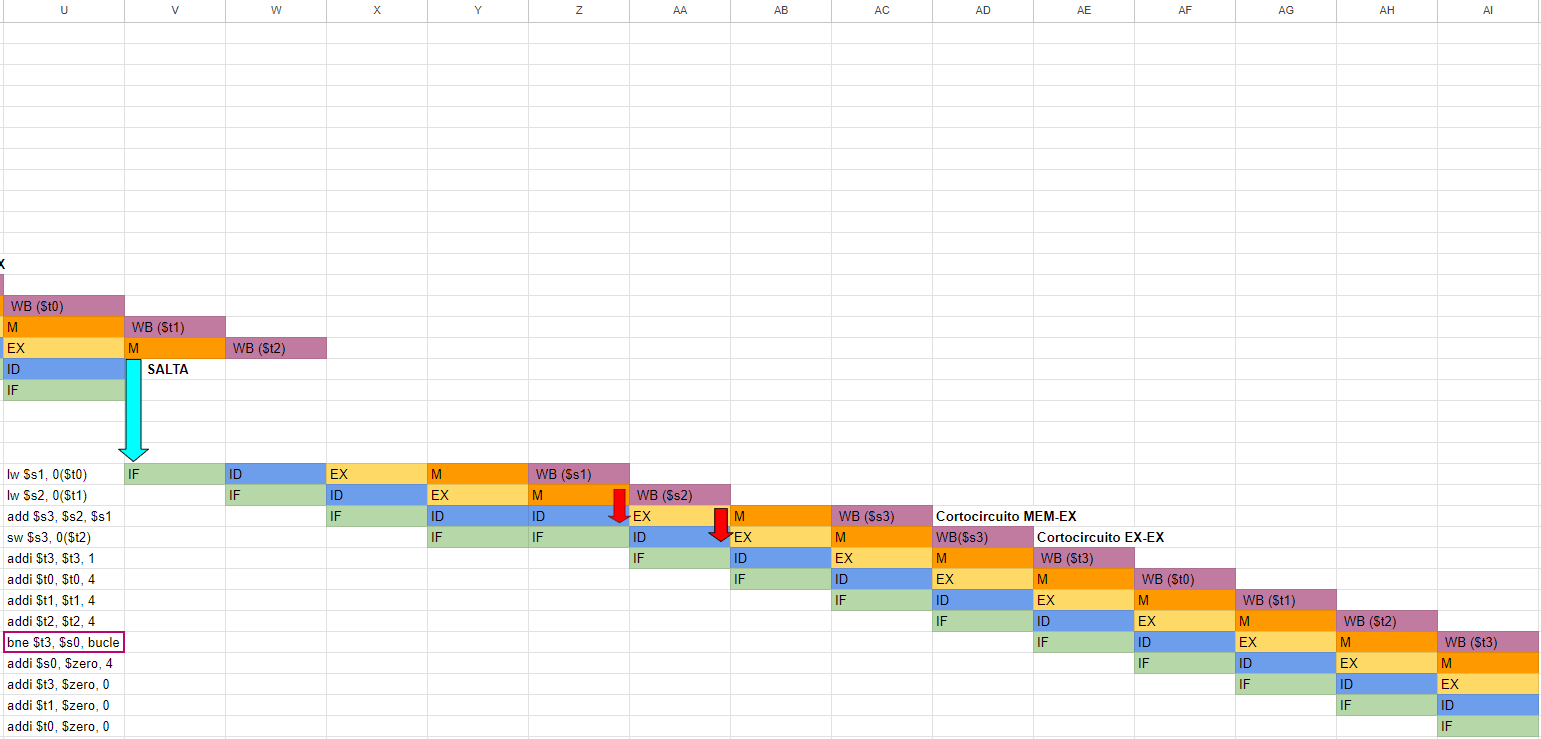 U V W X Y Z AA AB AC AD AE AF AG AH AI
X
WB ($t0)
M WB ($t1)
EX M WB ($t2)
ID SALTA
IF
lw $s1, 0($t0) IF ID EX M WB ($s1)
lw $s2, 0($t1) IF ID EX M WB ($s2)
add $s3, $s2, $s1 IF ID ID EX M WB ($s3) Cortocircuito MEM-EX
sw $s3, 0($t2) IF IF ID EX M WB($s3) Cortocircuito EX-EX
addi $t3, $t3, 1 IF ID EX M WB ($t3)
addi $t0, $t0, 4 IF ID EX M WB ($t0)
addi $t1, $t1, 4 IF ID EX M WB ($t1)
addi $t2, $t2, 4 IF ID EX M WB ($t2)
bne $t3, $s0, bucle IF ID EX M WB ($t3)
addi $s0, $zero, 4 IF ID EX M
addi $t3, $zero, 0 IF ID EX
addi $t1, $zero, 0 IF ID
addi $t0, $zero, 0 IF